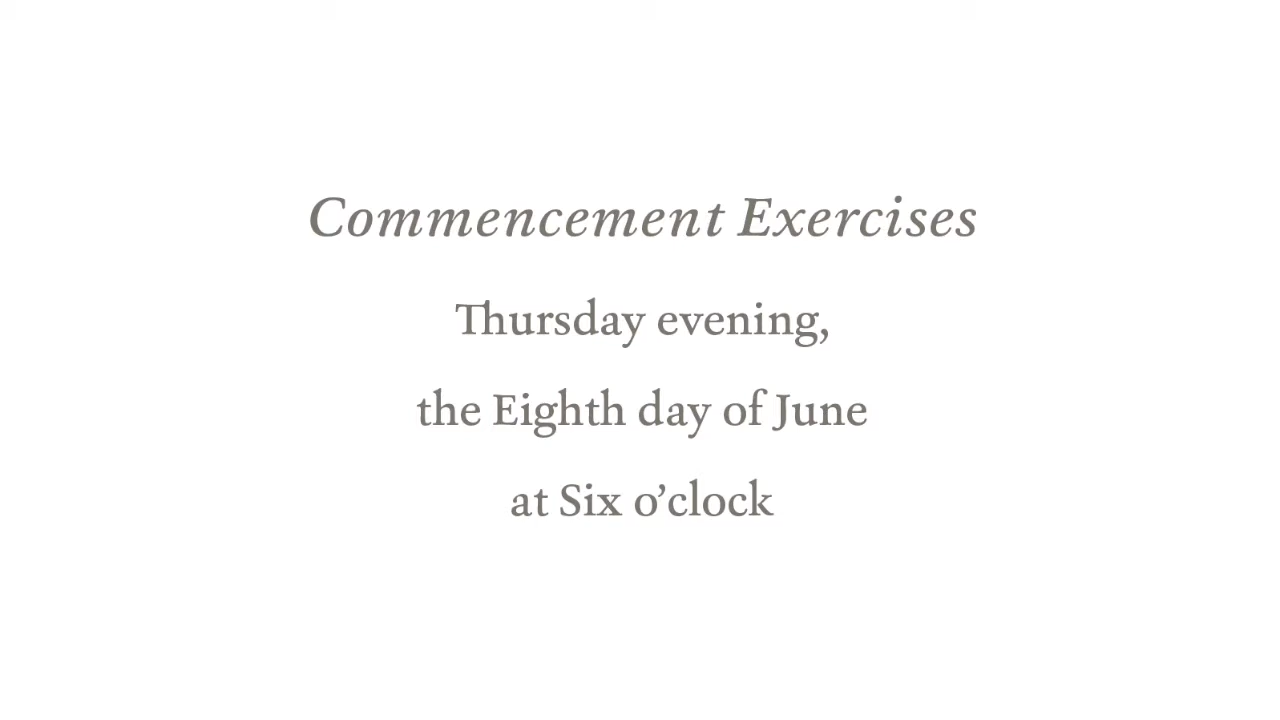 Commencement Exercises
Thursday evening,
the Eighth day of June
at Six o’clock